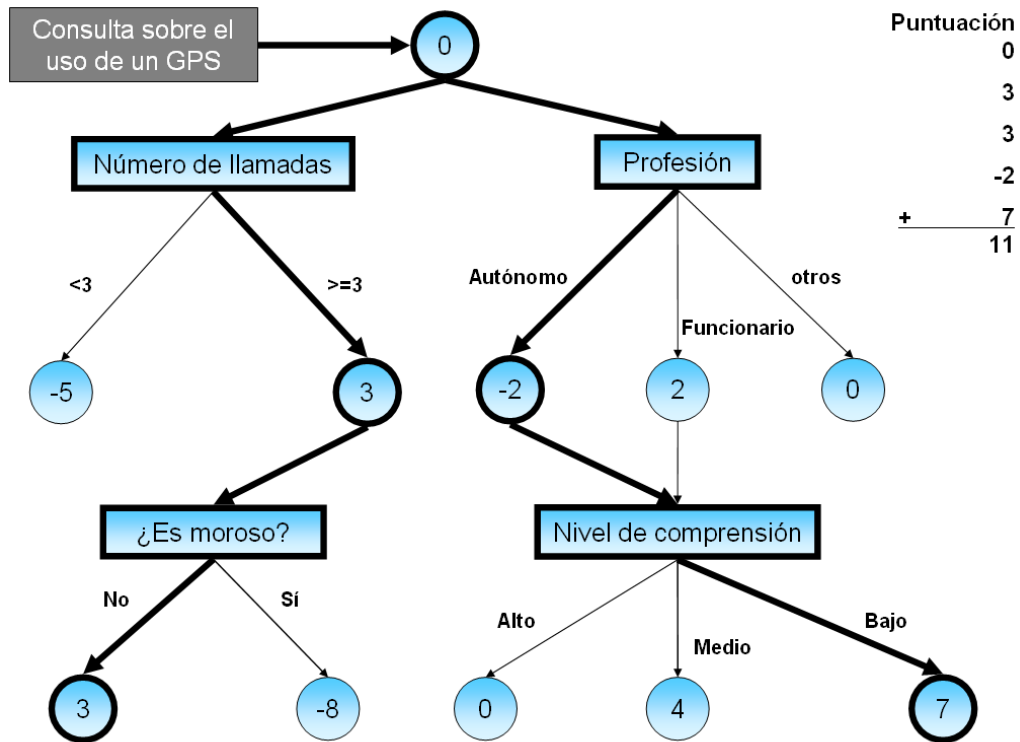 Consulta sobre el
uso de un GPS
0
Puntuación
0
3
3
-2
+ 7
11
Número de llamadas
Profesión
<3
>=3
Autónomo
Funcionario
otros
-5
3
-2
2
0
¿Es moroso?
Nivel de comprensión
No
Sí
Alto
Medio
Bajo
3
-8
0
4
7